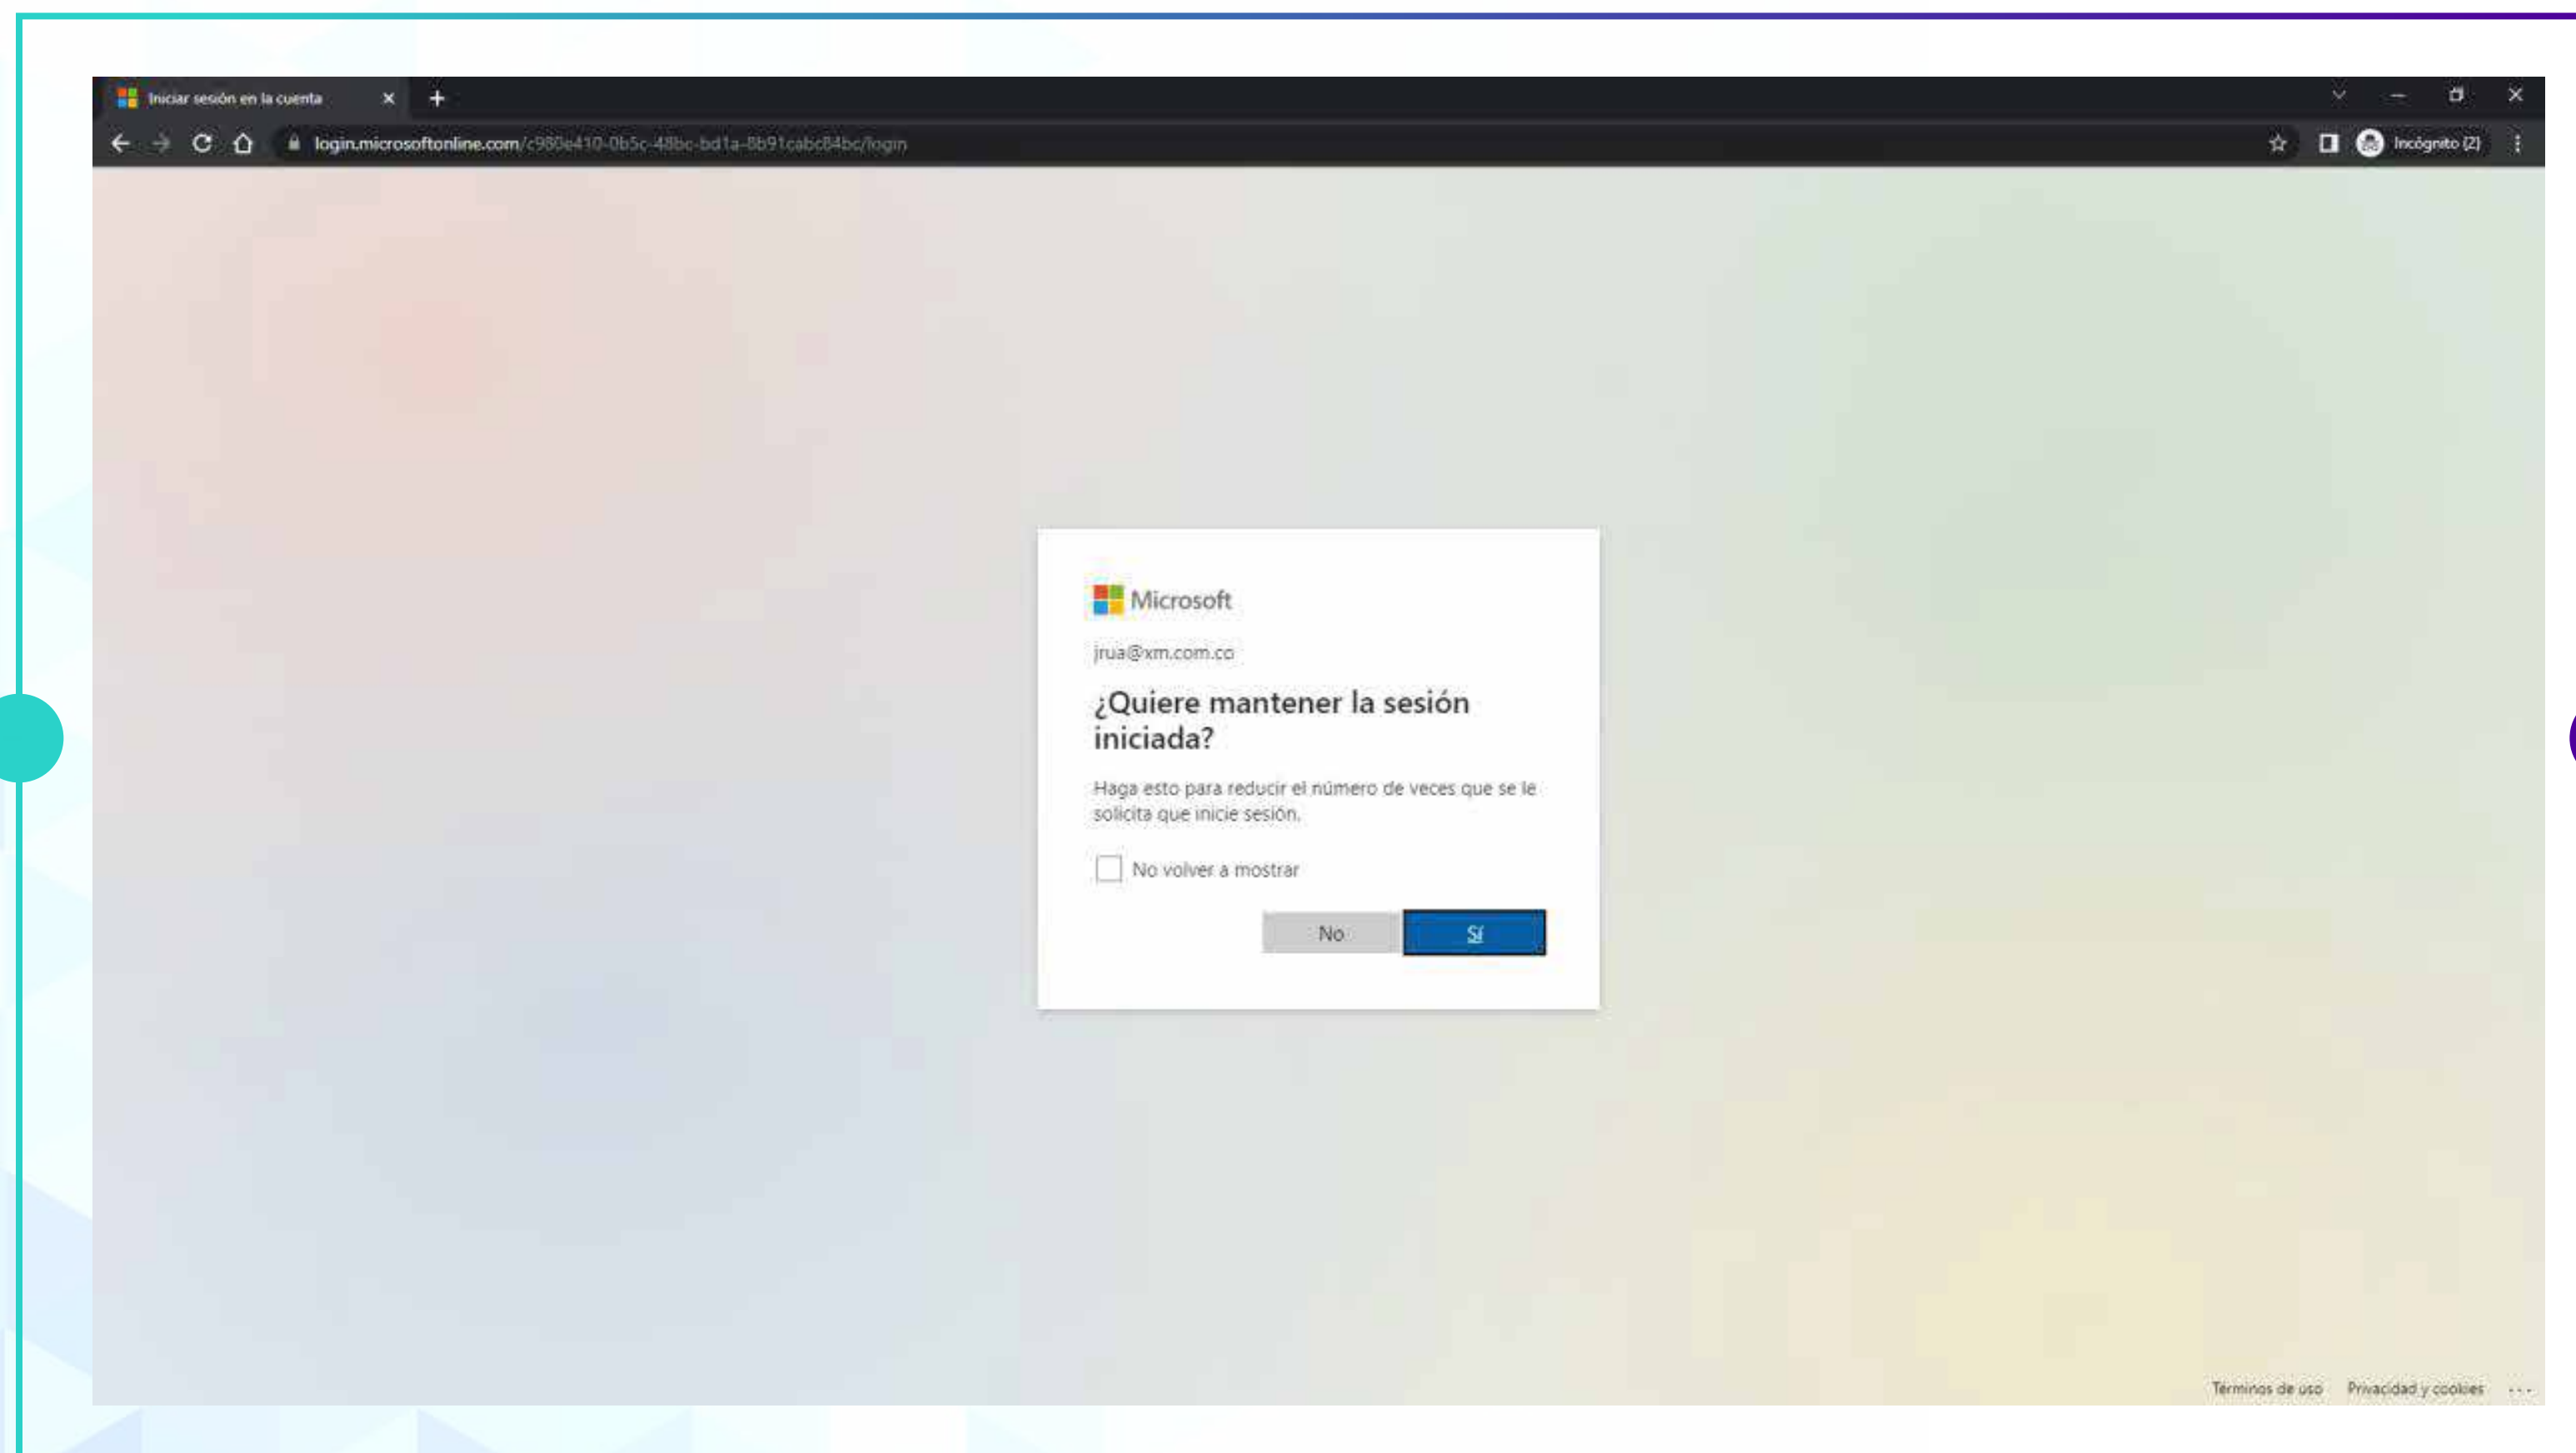 Iniciar sesión en la cuenta
login.microsoftonline.com/c980e410-0b5c-48bc-bd1a-8b91cabc84bc/login
Incógnito (2)
Microsoft
jrua@xm.com.co
¿Quiere mantener la sesión
iniciada?
Haga esto para reducir el número de veces que se le
solicita que inicie sesión.
No volver a mostrar
No
Sí
Términos de uso Privacidad y cookies ...